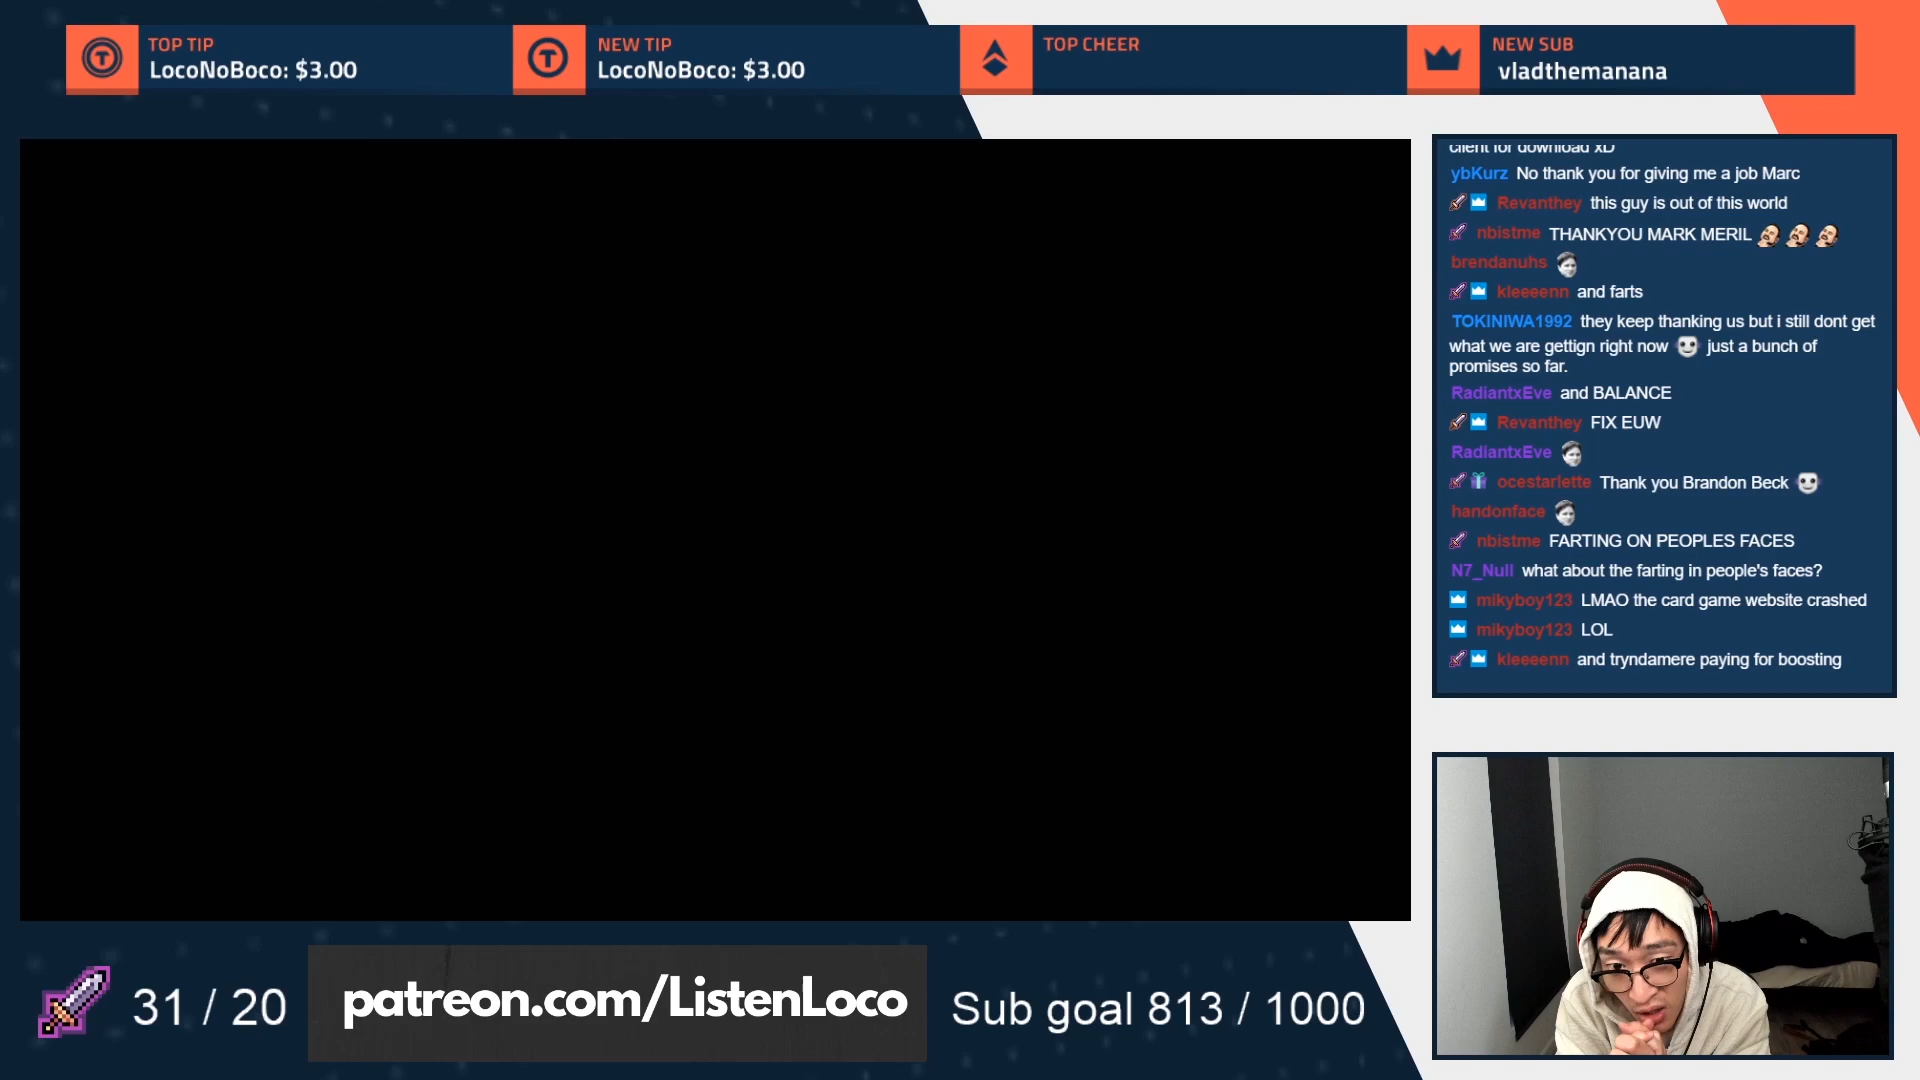 TOP TIP
LocoNoBoco: $3.00
NEW TIP
LocoNoBoco: $3.00
TOP CHEER
NEW SUB
vladthemanana
client for download xD
ybKurz No thank you for giving me a job Marc
Revanthey this guy is out of this world
nbistme THANKYOU MARK MERIL
brendanuhs
kleeeenn and farts
TOKINIWA1992 they keep thanking us but i still dont get
what we are gettign right now just a bunch of
promises so far.
RadiantxEve and BALANCE
Revanthey FIX EUW
RadiantxEve
ocestarlette Thank you Brandon Beck
handonface
nbistme FARTING ON PEOPLES FACES
N7_Null what about the farting in people's faces?
mikyboy123 LMAO the card game website crashed
mikyboy123 LOL
kleeeenn and tryndamere paying for boosting
31 / 20
patreon.com/ListenLoco
Sub goal 813 / 1000